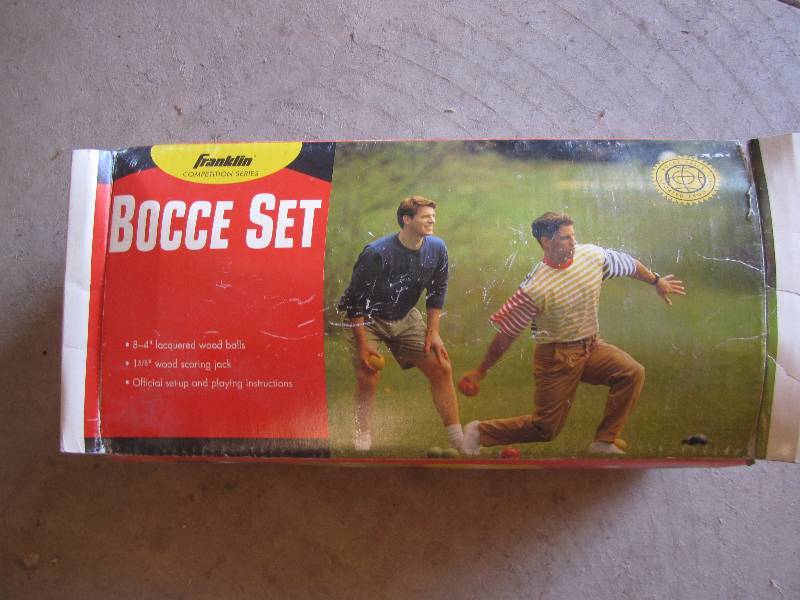 Franklin
COMPETITION SERIES
BOCCE SET
• 8-4" lacquered wood balls
• 1 5/8" wood scoring jack
• Official set-up and playing instructions